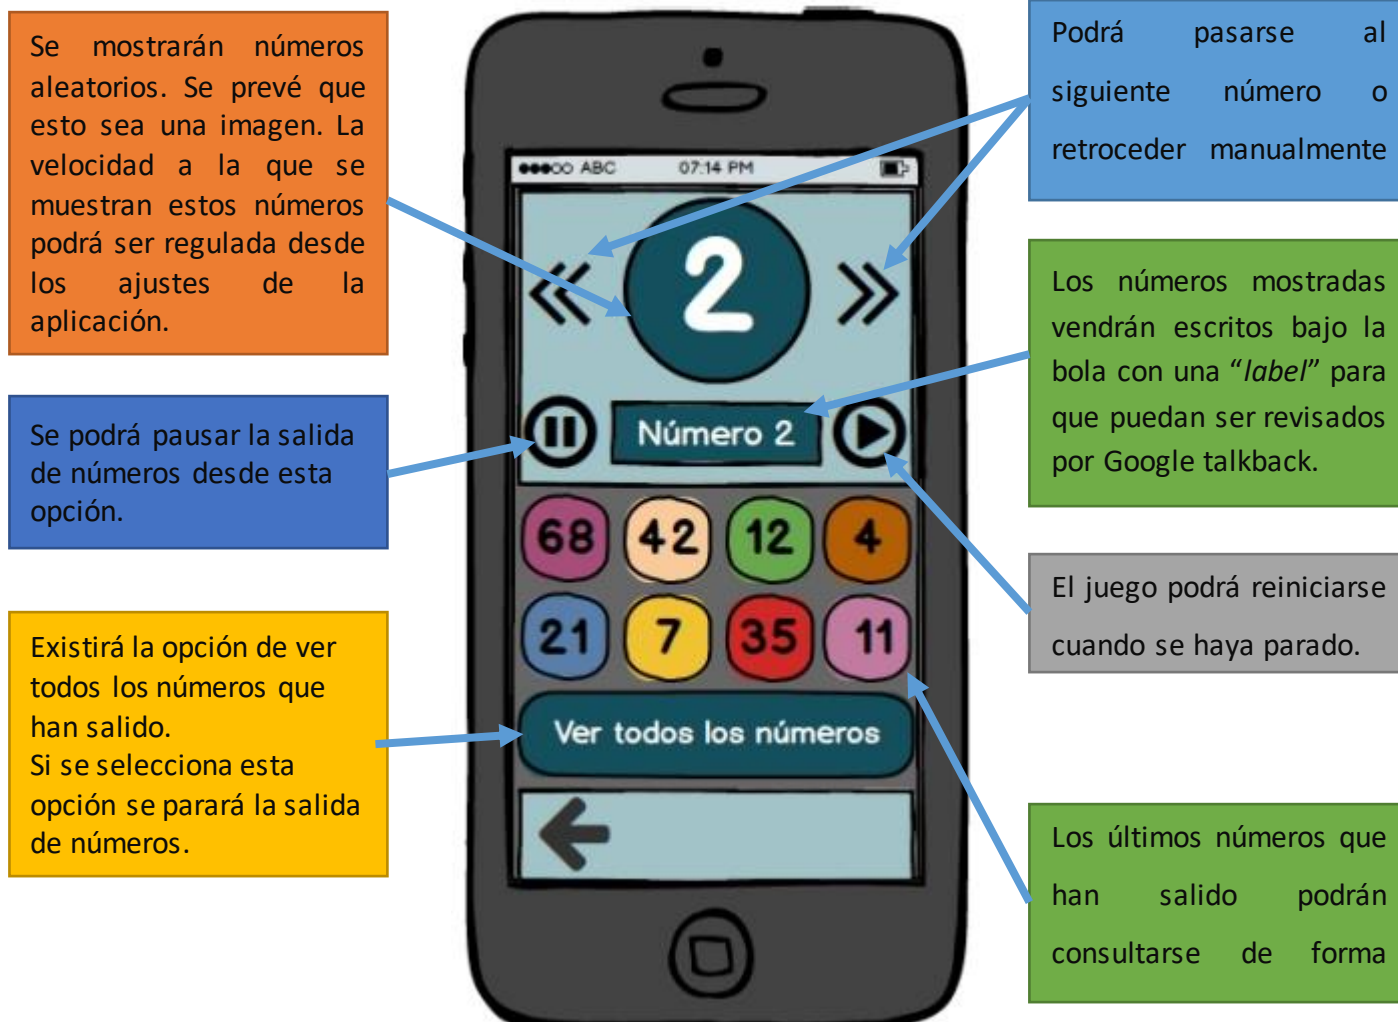 Se mostrarán números
aleatorios. Se prevé que
esto sea una imagen. La
velocidad a la que se
muestran estos números
podrá ser regulada desde
los ajustes de la
aplicación.
Se podrá pausar la salida
de números desde esta
opción.
Existirá la opción de ver
todos los números que
han salido.
Si se selecciona esta
opción se parará la salida
de números.
ABC 07:14 PM
2
Número 2
68 42 12 4
21 7 35 11
Ver todos los números
Podrá pasarse al
siguiente número o
retroceder manualmente
Los números mostradas
vendrán escritos bajo la
bola con una “label” para
que puedan ser revisados
por Google talkback.
El juego podrá reiniciarse
cuando se haya parado.
Los últimos números que
han salido podrán
consultarse de forma